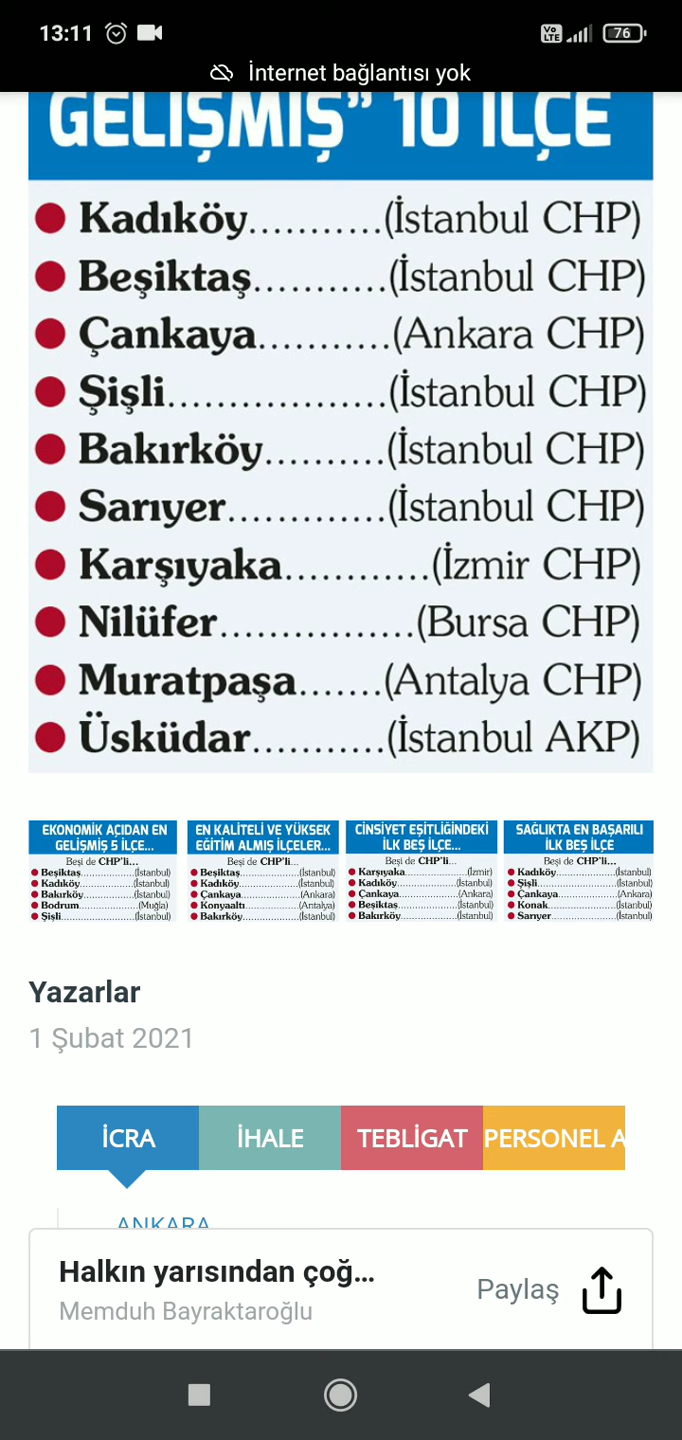 13:11
Vo LTE
76
İnternet bağlantısı yok
GELİŞMİŞ” 10 İLÇE
Kadıköy...........(İstanbul CHP)
Beşiktaş...........(İstanbul CHP)
Çankaya...........(Ankara CHP)
Şişli..................(İstanbul CHP)
Bakırköy..........(İstanbul CHP)
Sarıyer.............(İstanbul CHP)
Karşıyaka............(İzmir CHP)
Nilüfer................(Bursa CHP)
Muratpaşa.......(Antalya CHP)
Üsküdar...........(İstanbul AKP)
EKONOMİK AÇIDAN EN
GELİŞMİŞ 5 İLÇE...
Beşi de CHP'li...
Beşiktaş....................(İstanbul)
Kadıköy....................(İstanbul)
Bakırköy...................(İstanbul)
Bodrum......................(Muğla)
Şişli..........................(İstanbul)
EN KALİTELİ VE YÜKSEK
EĞİTİM ALMIŞ İLÇELER...
Beşi de CHP'li...
Beşiktaş....................(İstanbul)
Kadıköy....................(İstanbul)
Çankaya.....................(Ankara)
Konyaaltı..................(Antalya)
Bakırköy...................(İstanbul)
CİNSİYET EŞİTLİĞİNDEKİ
İLK BEŞ İLÇE...
Beşi de CHP'li...
Karşıyaka.....................(İzmir)
Kadıköy....................(İstanbul)
Çankaya.....................(Ankara)
Beşiktaş....................(İstanbul)
Bakırköy...................(İstanbul)
SAĞLIKTA EN BAŞARILI
İLK BEŞ İLÇE
Beşi de CHP'li...
Kadıköy....................(İstanbul)
Şişli..........................(İstanbul)
Çankaya.....................(Ankara)
Konak.......................(İstanbul)
Sarıyer......................(İstanbul)
Yazarlar
1 Şubat 2021
İCRA
İHALE
TEBLİGAT
PERSONEL A
ANKARA
Halkın yarısından çoğ...
Memduh Bayraktaroğlu
Paylaş